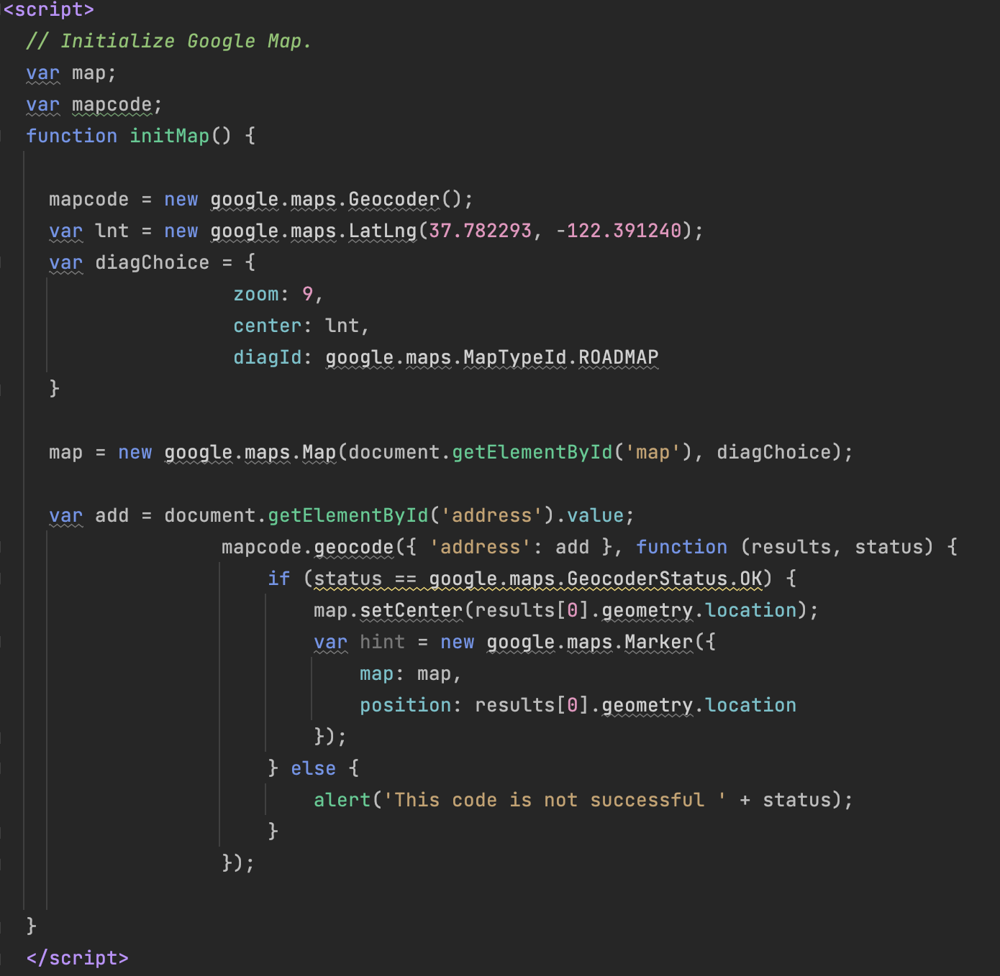 <script>
// Initialize Google Map.
var map;
var mapcode;
function initMap() {
mapcode = new google.maps.Geocoder();
var lnt = new google.maps.LatLng(37.782293, -122.391240);
var diagChoice = {
zoom: 9,
center: lnt,
diagId: google.maps.MapTypeId.ROADMAP
}
map = new google.maps.Map(document.getElementById('map'), diagChoice);
var add = document.getElementById('address').value;
mapcode.geocode({ 'address': add }, function (results, status) {
if (status == google.maps.GeocoderStatus.OK) {
map.setCenter(results[0].geometry.location);
var hint = new google.maps.Marker({
map: map,
position: results[0].geometry.location
});
} else {
alert('This code is not successful ' + status);
}
});
}
</script>